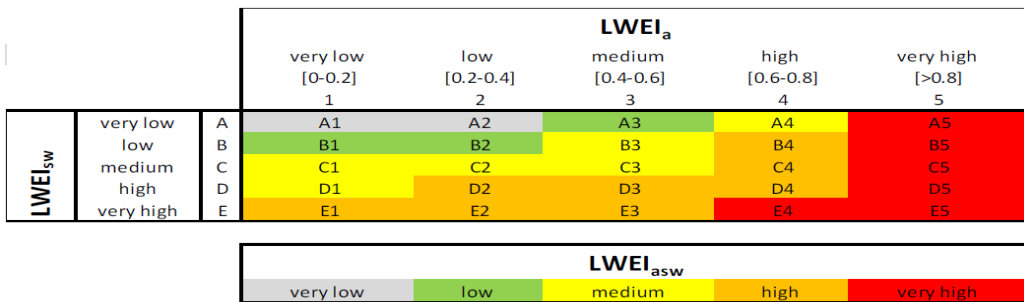 LWEIa
very low low medium high very high
[0-0.2] [0.2-0.4] [0.4-0.6] [0.6-0.8] [>0.8]
1 2 3 4 5
LWEIsw
very low A A1 A2 A3 A4 A5
low B B1 B2 B3 B4 B5
medium C C1 C2 C3 C4 C5
high D D1 D2 D3 D4 D5
very high E E1 E2 E3 E4 E5
LWEIasw
very low low medium high very high